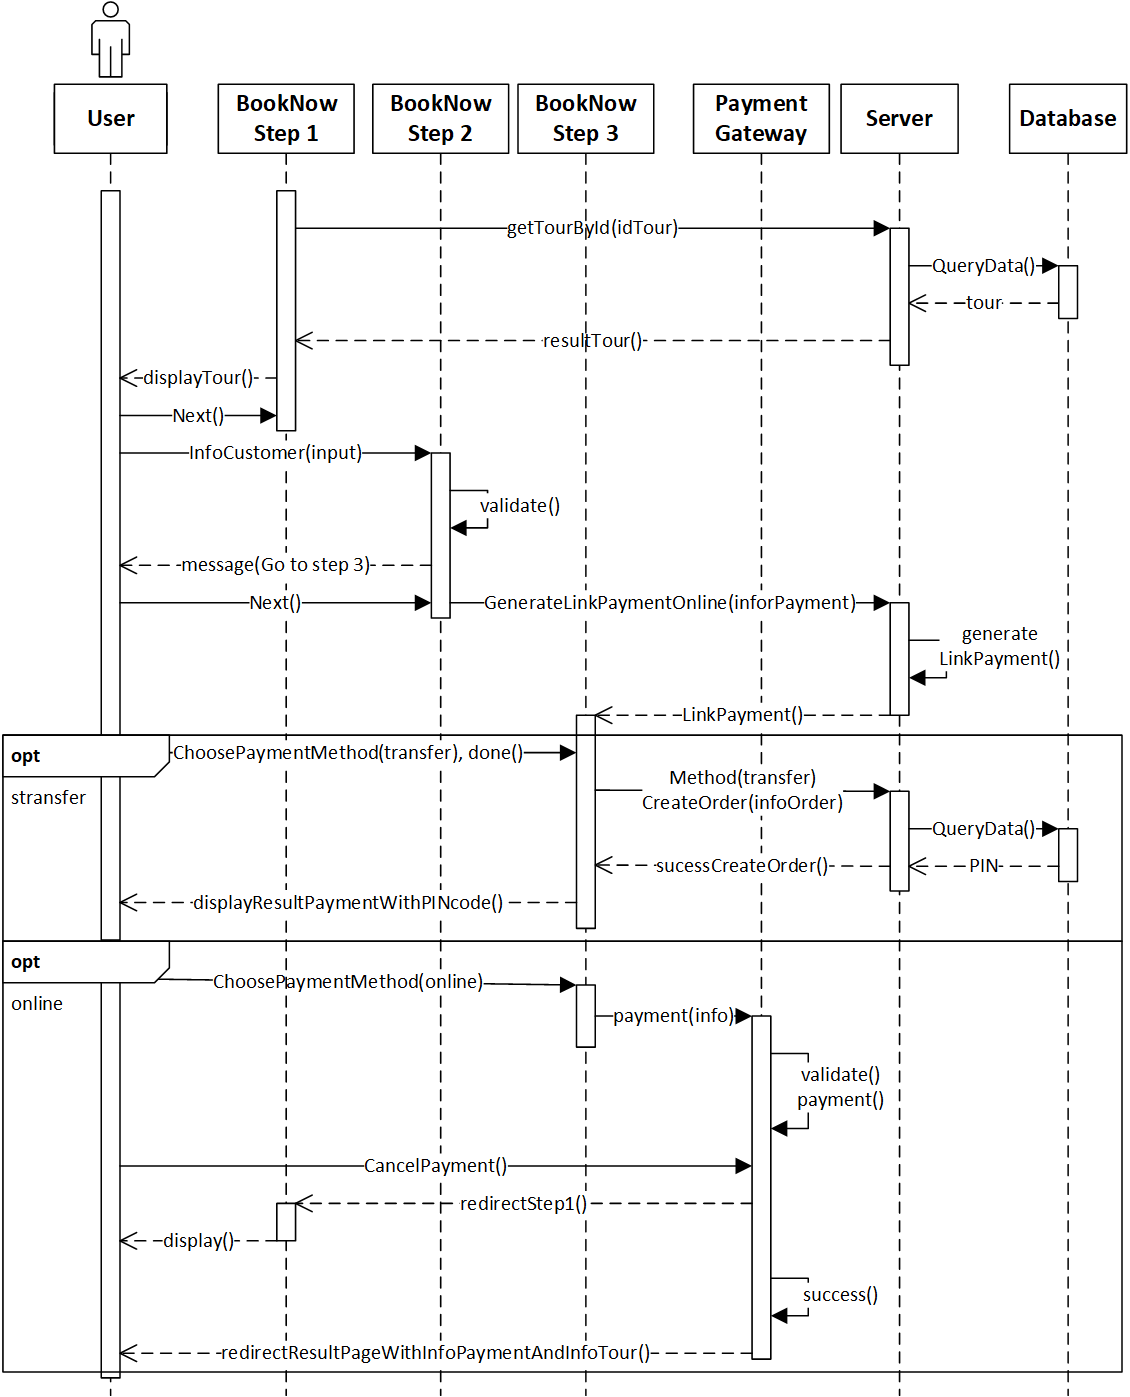 User
BookNow
Step 1
BookNow
Step 2
BookNow
Step 3
Payment
Gateway
Server
Database
getTourById(idTour)
QueryData()
tour
resultTour()
displayTour()
Next()
InfoCustomer(input)
validate()
message(Go to step 3)
Next()
GenerateLinkPaymentOnline(inforPayment)
generate
LinkPayment()
LinkPayment()
opt
ChoosePaymentMethod(transfer), done()
stransfer
Method(transfer)
CreateOrder(infoOrder)
QueryData()
sucessCreateOrder()
PIN
displayResultPaymentWithPINcode()
opt
ChoosePaymentMethod(online)
online
payment(info)
validate()
payment()
CancelPayment()
redirectStep1()
display()
success()
redirectResultPageWithInfoPaymentAndInfoTour()